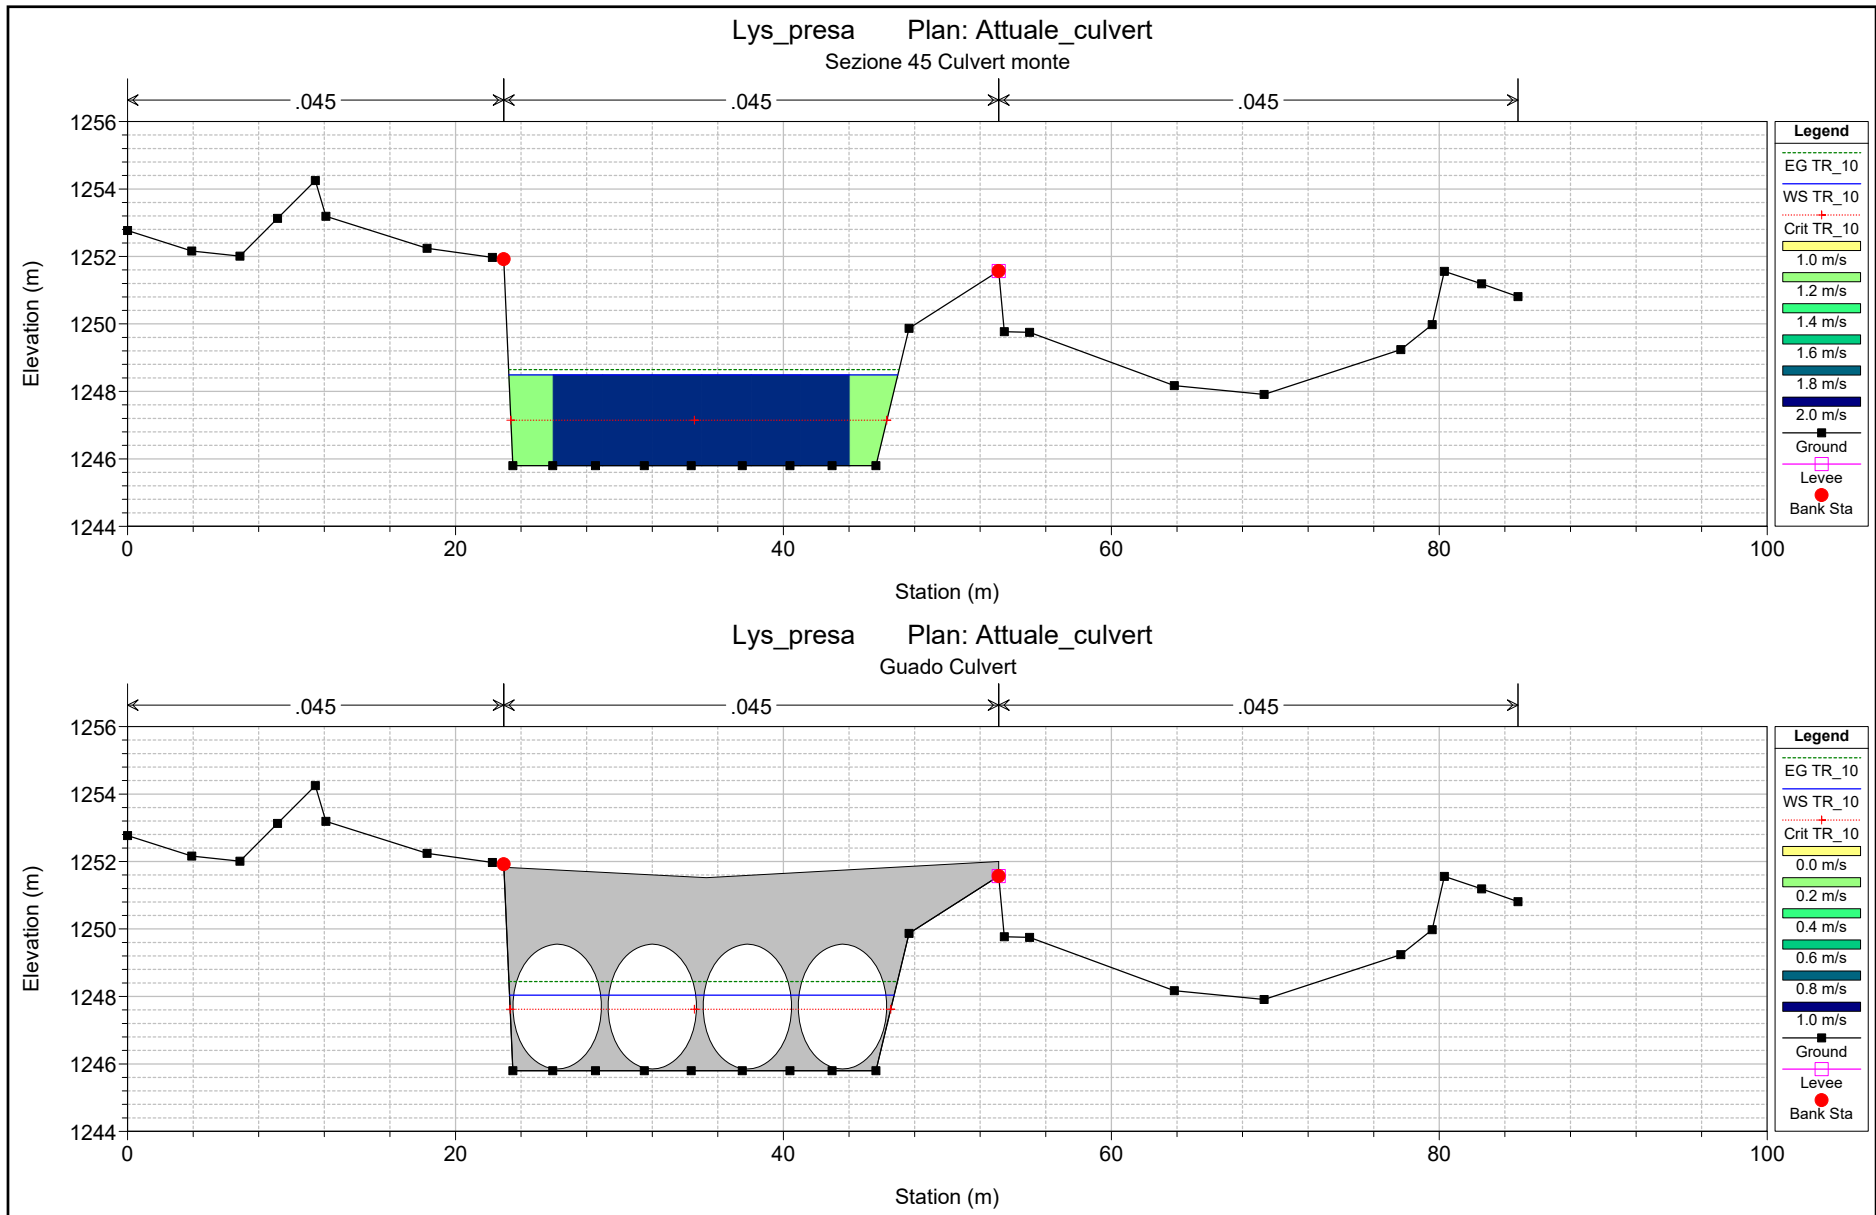 Lys_presa Plan: Attuale_culvert
Sezione 45 Culvert monte
.045 .045 .045
1256
1254
1252
1250
1248
1246
1244
Elevation (m)
0 20 40 60 80 100
Station (m)
Legend
EG TR_10
WS TR_10
Crit TR_10
1.0 m/s
1.2 m/s
1.4 m/s
1.6 m/s
1.8 m/s
2.0 m/s
Ground
Levee
Bank Sta
Lys_presa Plan: Attuale_culvert
Guado Culvert
.045 .045 .045
1256
1254
1252
1250
1248
1246
1244
Elevation (m)
0 20 40 60 80 100
Station (m)
Legend
EG TR_10
WS TR_10
Crit TR_10
0.0 m/s
0.2 m/s
0.4 m/s
0.6 m/s
0.8 m/s
1.0 m/s
Ground
Levee
Bank Sta